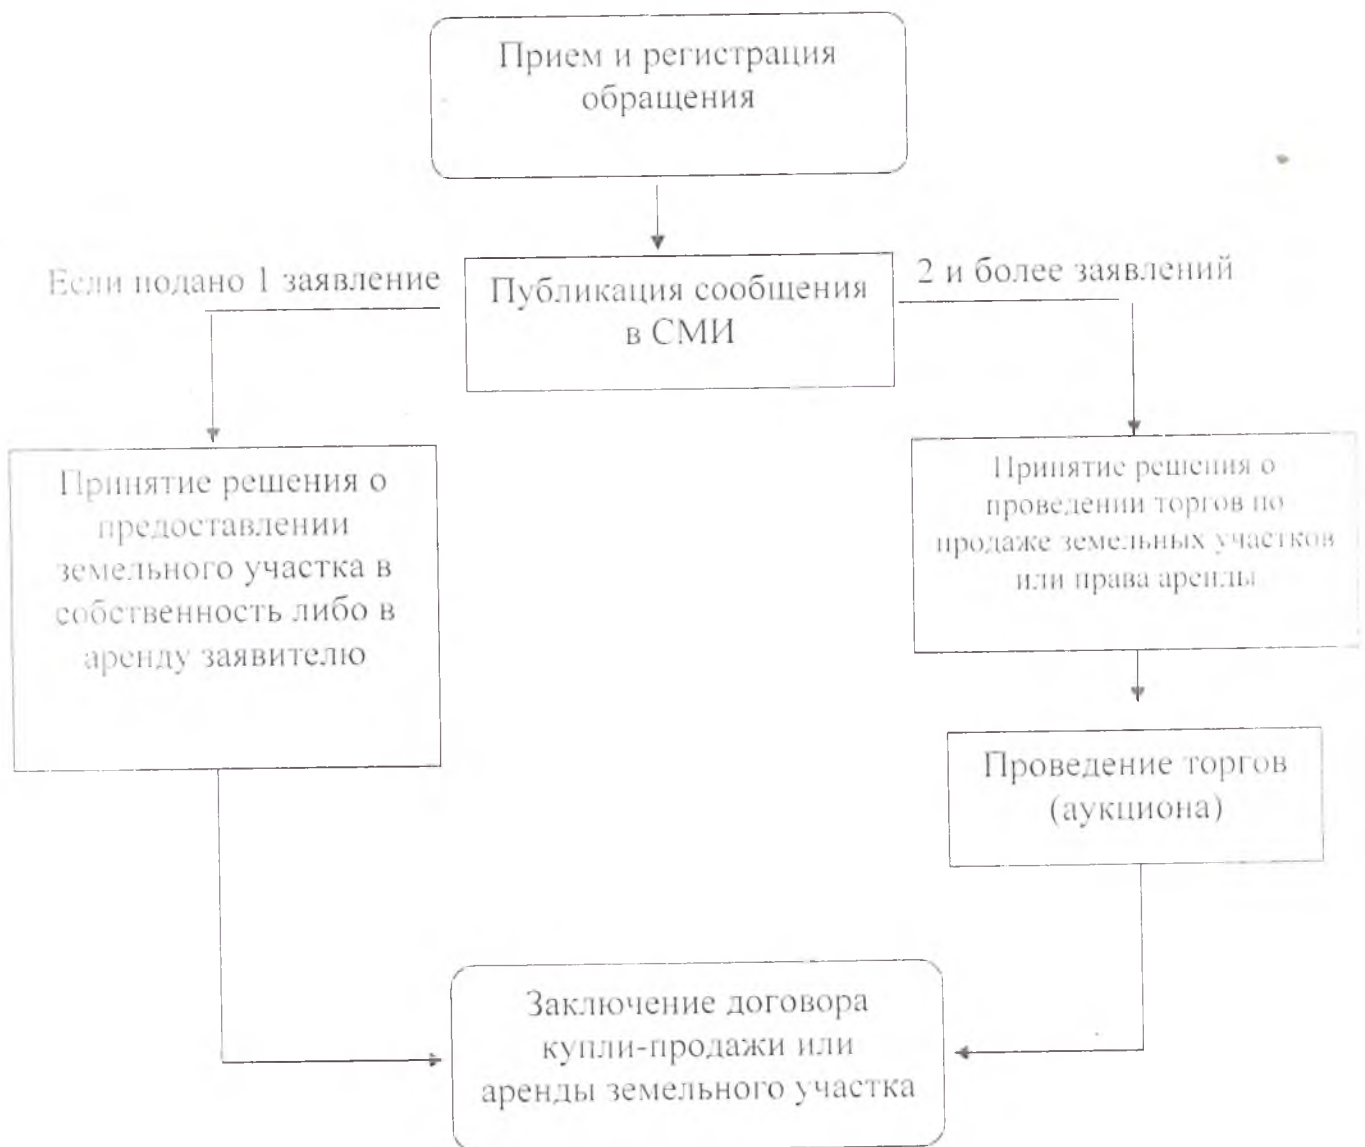 Прием и регистрация
обращения
Если подано 1 заявление
Публикация сообщения
в СМИ
2 и более заявлений
Принятие решения о
предоставлении
земельного участка в
собственность либо в
аренду заявителю
Принятие решения о
проведении торгов по
продаже земельных участков
или права аренды
Проведение торгов
(аукциона)
Заключение договора
купли-продажи или
аренды земельного участка